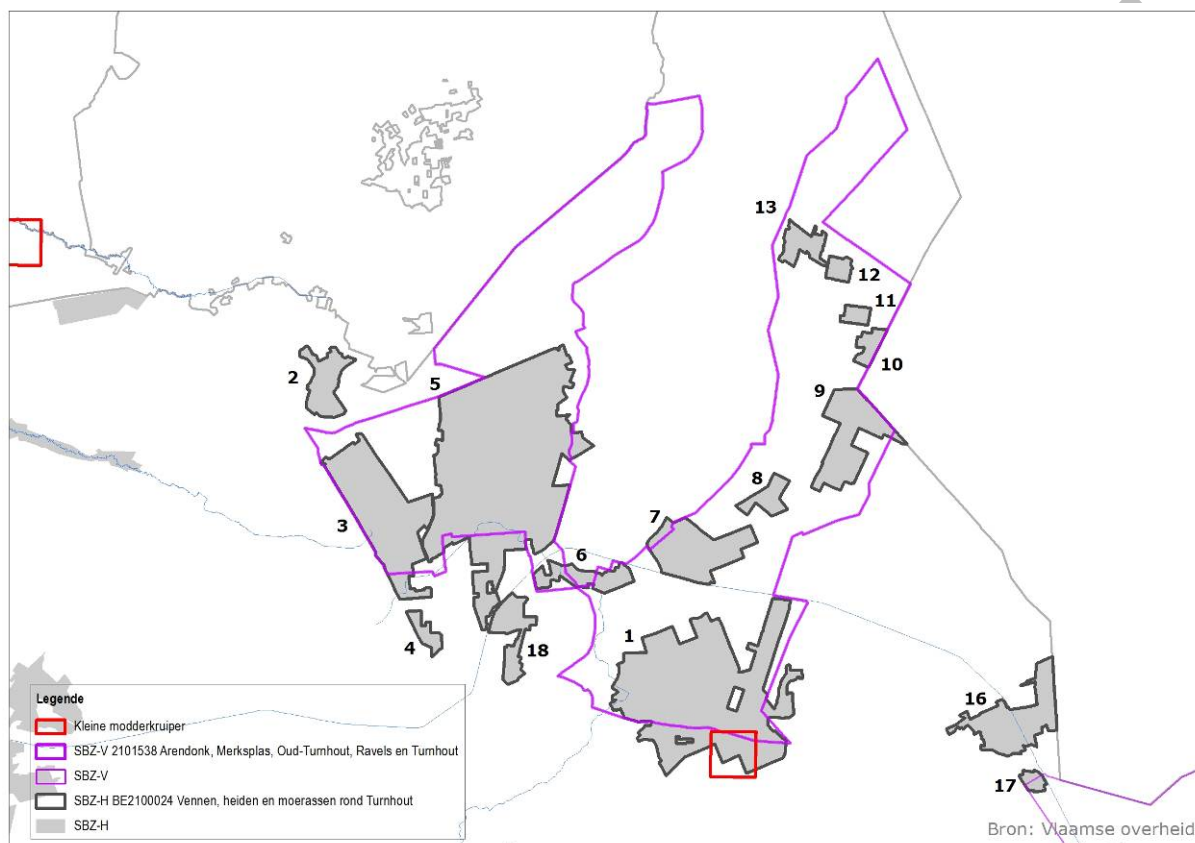 13
12
11
10
2
5
9
8
3
7
6
1
4
18
16
17
Legende
Kleine modderkruiper
SBZ-V 2101538 Arendonk, Merksplas, Oud-Turnhout, Ravels en Turnhout
SBZ-V
SBZ-H BE2100024 Vennen, heiden en moerassen rond Turnhout
SBZ-H
Bron: Vlaamse overheid